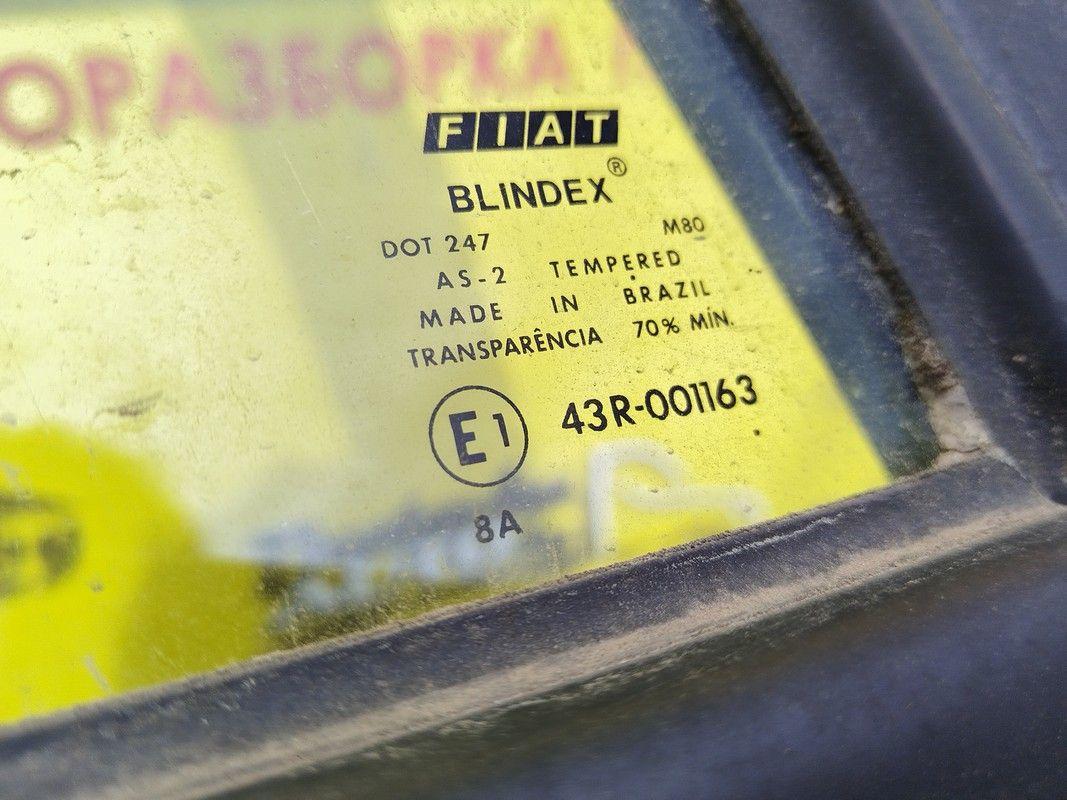 ОРАЗБОРКА
FIAT
BLINDEX®
DOT 247 M80
AS-2 TEMPERED
MADE IN BRAZIL
TRANSPARÊNCIA 70% MÍN.
E1 43R-001163
8A